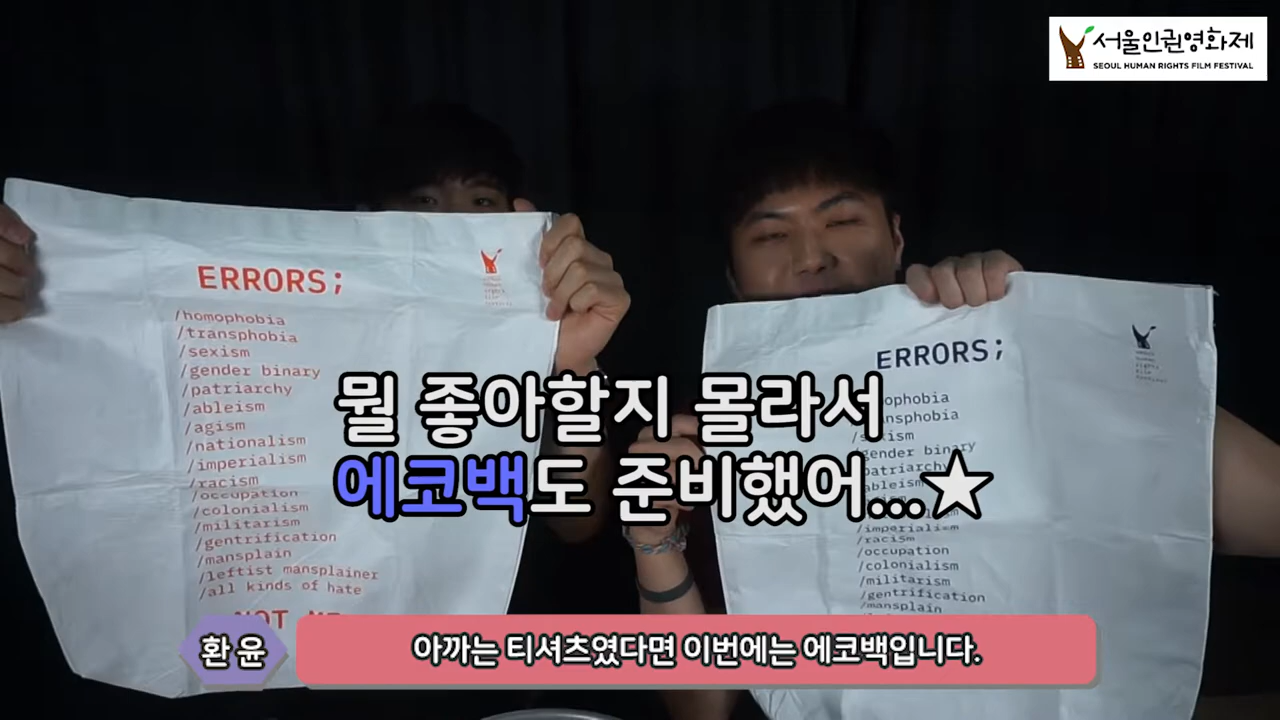 서울인권영화제
SEOUL HUMAN RIGHTS FILM FESTIVAL
ERRORS;
/homophobia
/transphobia
/sexism
/gender binary
/patriarchy
/ableism
/agism
/nationalism
/imperialism
/racism
/occupation
/colonialism
/militarism
/gentrification
/mansplain
/leftist mansplainer
/all kinds of hate
ERRORS;
/gender binary
/racism
/occupation
/colonialism
/militarism
/gentrification
/mansplain
뭘 좋아할지 몰라서
에코백도 준비했어...★
환 윤
아까는 티셔츠였다면 이번에는 에코백입니다.